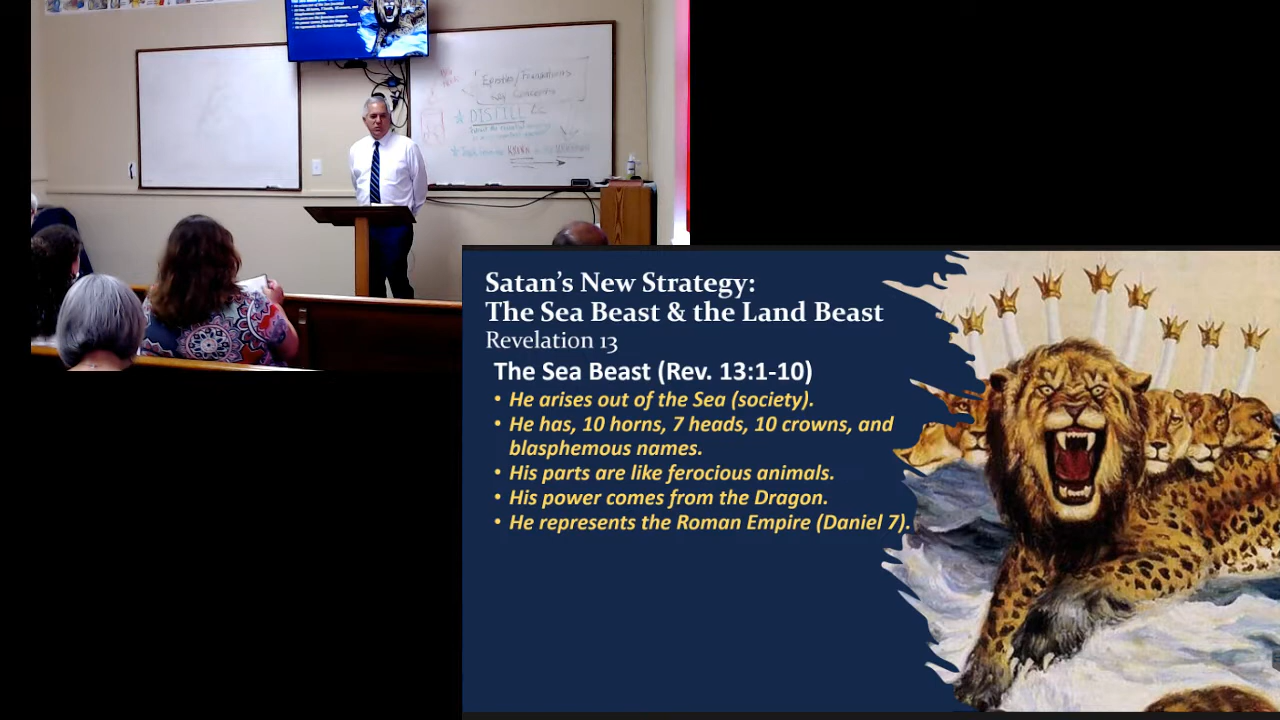 Epistles/Foundations
Key Concepts
DISTILL
Satan's New Strategy:
The Sea Beast & the Land Beast
Revelation 13
The Sea Beast (Rev. 13:1-10)
• He arises out of the Sea (society).
• He has, 10 horns, 7 heads, 10 crowns, and
blasphemous names.
• His parts are like ferocious animals.
• His power comes from the Dragon.
• He represents the Roman Empire (Daniel 7).